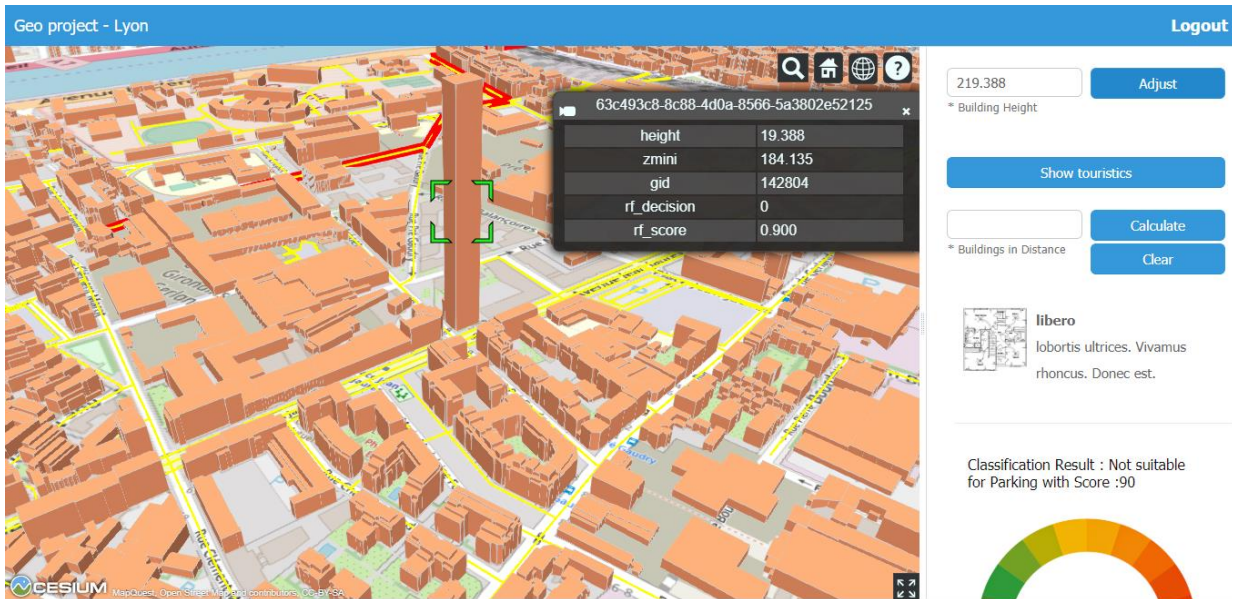 Geo project - Lyon
Logout
63c493c8-8c88-4d0a-8566-5a3802e52125
height 19.388
zmini 184.135
gid 142804
rf_decision 0
rf_score 0.900
219.388
Adjust
* Building Height
Show touristics
Calculate
* Buildings in Distance
Clear
libero
lobortis ultrices. Vivamus
rhoncus. Donec est.
Classification Result : Not suitable
for Parking with Score :90
Rue Clément
CESIUM
MapQuest, Open Street Map and contributors, CC-BY-SA